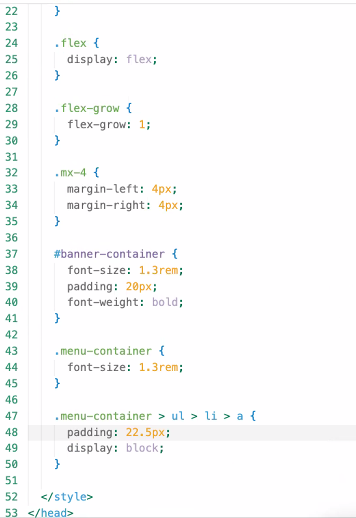 22 }
23
24 .flex {
25 display: flex;
26 }
27
28 .flex-grow {
29 flex-grow: 1;
30 }
31
32 .mx-4 {
33 margin-left: 4px;
34 margin-right: 4px;
35 }
36
37 #banner-container {
38 font-size: 1.3rem;
39 padding: 20px;
40 font-weight: bold;
41 }
42
43 .menu-container {
44 font-size: 1.3rem;
45 }
46
47 .menu-container > ul > li > a {
48 padding: 22.5px;
49 display: block;
50 }
51
52 </style>
53 </head>